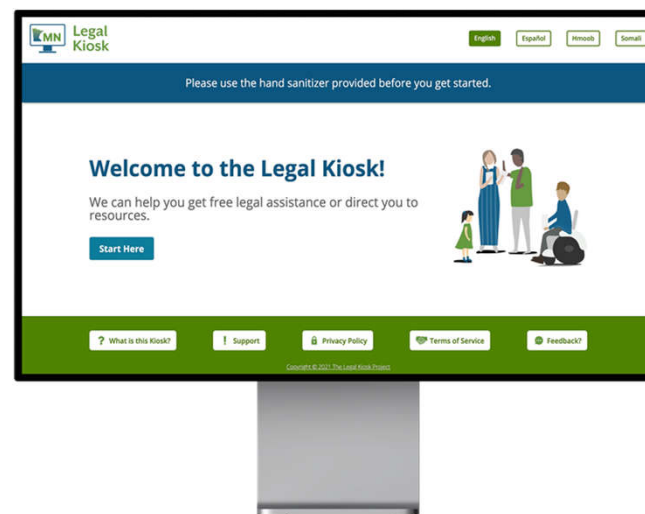 MN
Legal
Kiosk
English
Español
Hmoob
Somali
Please use the hand sanitizer provided before you get started.
Welcome to the Legal Kiosk!
We can help you get free legal assistance or direct you to
resources.
Start Here
? What is this Kiosk?
! Support
Privacy Policy
Terms of Service
Feedback?
Copyright © 2021 The Legal Kiosk Project